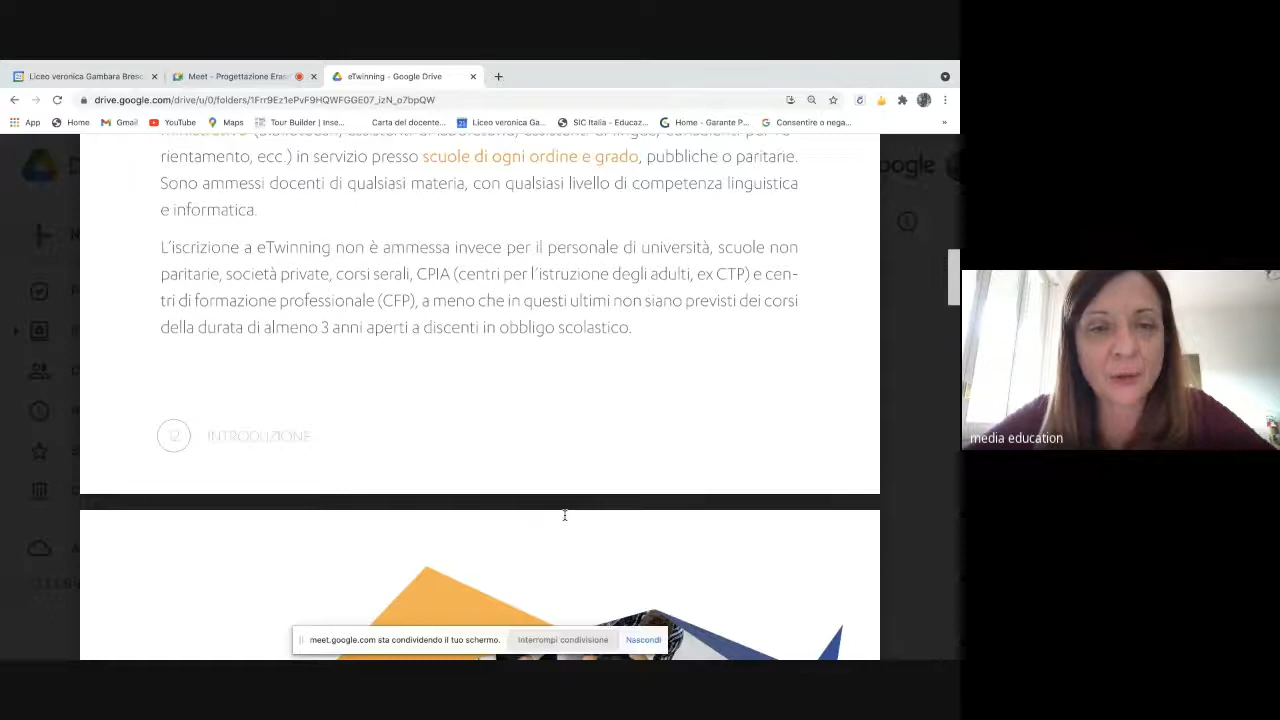 Liceo veronica Gambara Bresc
Meet - Progettazione Eras
eTwinning - Google Drive
drive.google.com/drive/u/0/folders/1Frr9Ez1ePvF9HQWFGGE07_izN_o7bpQW
App
Home
Gmail
YouTube
Maps
Tour Builder | Inse...
Carta del docente...
Liceo veronica Ga...
SIC Italia - Educaz...
Home - Garante P...
Consentire o nega...
»
rientamento, ecc.) in servizio presso scuole di ogni ordine e grado, pubbliche o paritarie.
Sono ammessi docenti di qualsiasi materia, con qualsiasi livello di competenza linguistica
e informatica.
L'iscrizione a eTwinning non è ammessa invece per il personale di università, scuole non
paritarie, società private, corsi serali, CPIA (centri per l'istruzione degli adulti, ex CTP) e cen-
tri di formazione professionale (CFP), a meno che in questi ultimi non siano previsti dei corsi
della durata di almeno 3 anni aperti a discenti in obbligo scolastico.
12 INTRODUZIONE
meet.google.com sta condividendo il tuo schermo.
Interrompi condivisione
Nascondi
media education